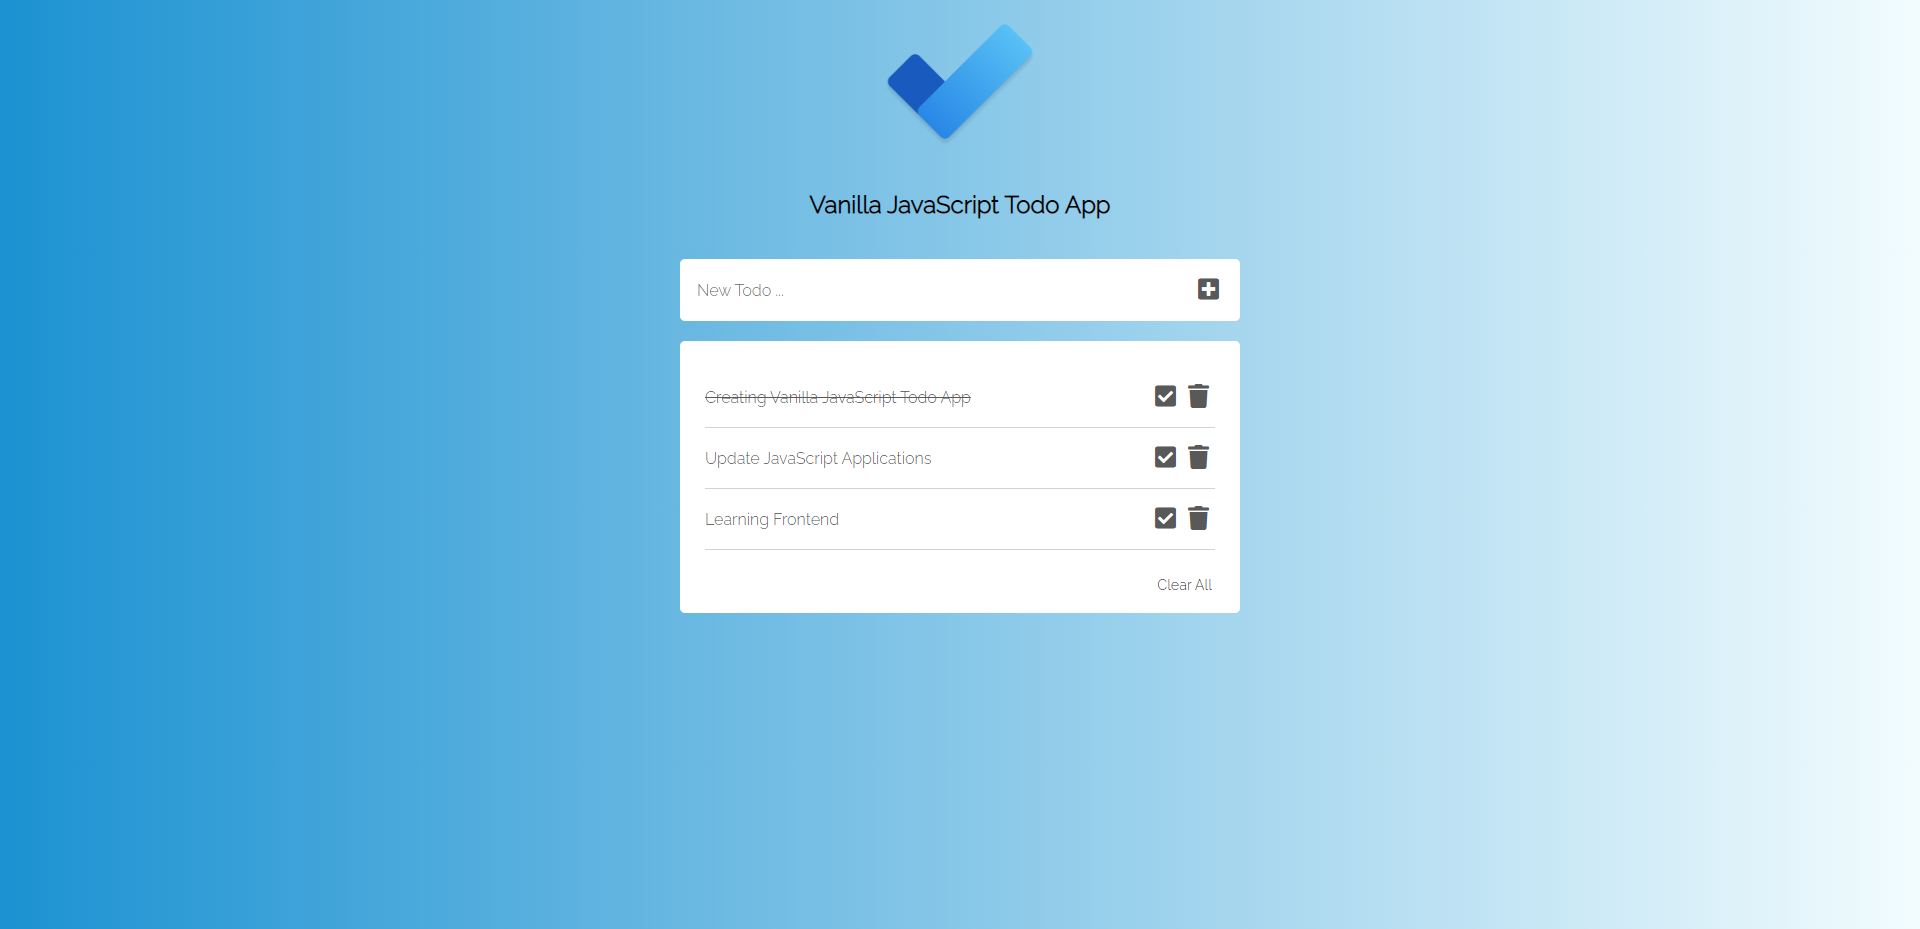 Vanilla JavaScript Todo App
New Todo ...
Creating Vanilla JavaScript Todo App
Update JavaScript Applications
Learning Frontend
Clear All